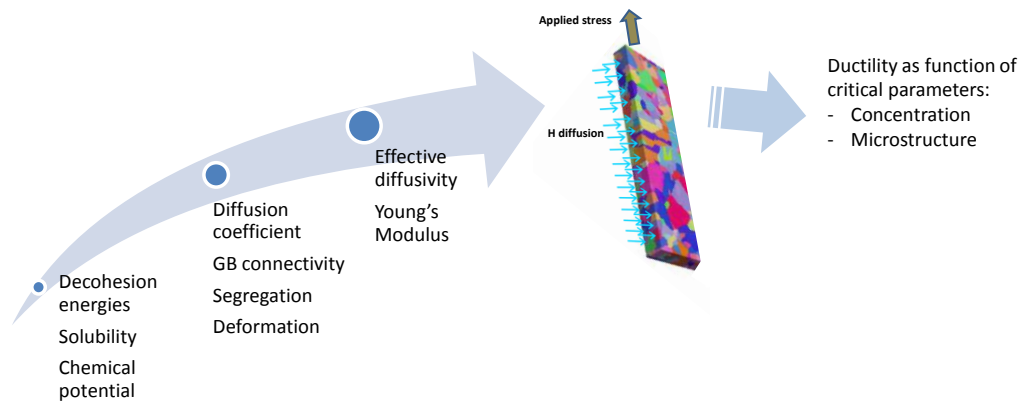 Applied stress
H diffusion
Ductility as function of
critical parameters:
- Concentration
- Microstructure
Effective
diffusivity
Young's
Modulus
Diffusion
coefficient
GB connectivity
Segregation
Deformation
Decohesion
energies
Solubility
Chemical
potential